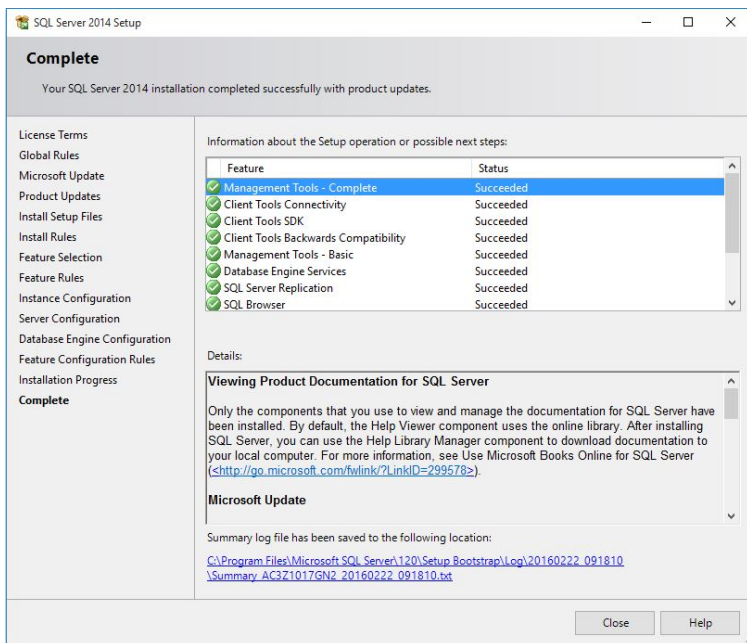 SQL Server 2014 Setup
Complete
Your SQL Server 2014 installation completed successfully with product updates.
License Terms
Global Rules
Microsoft Update
Product Updates
Install Setup Files
Install Rules
Feature Selection
Feature Rules
Instance Configuration
Server Configuration
Database Engine Configuration
Feature Configuration Rules
Installation Progress
Complete
Information about the Setup operation or possible next steps:
Feature Status
Management Tools - Complete Succeeded
Client Tools Connectivity Succeeded
Client Tools SDK Succeeded
Client Tools Backwards Compatibility Succeeded
Management Tools - Basic Succeeded
Database Engine Services Succeeded
SQL Server Replication Succeeded
SQL Browser Succeeded
Details:
Viewing Product Documentation for SQL Server
Only the components that you use to view and manage the documentation for SQL Server have
been installed. By default, the Help Viewer component uses the online library. After installing
SQL Server, you can use the Help Library Manager component to download documentation to
your local computer. For more information, see Use Microsoft Books Online for SQL Server
(<http://go.microsoft.com/fwlink/?LinkID=299578>).
Microsoft Update
Summary log file has been saved to the following location:
C:\Program Files\Microsoft SQL Server\120\Setup Bootstrap\Log\20160222_091810
\Summary_AC3Z1017GN2_20160222_091810.txt
Close Help